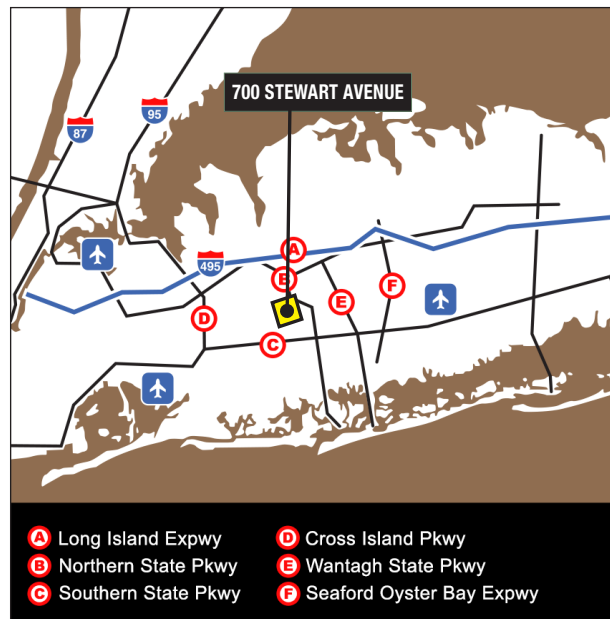 700 STEWART AVENUE
95
87
A
495
B
F
E
D
C
A Long Island Expwy
B Northern State Pkwy
C Southern State Pkwy
D Cross Island Pkwy
E Wantagh State Pkwy
F Seaford Oyster Bay Expwy